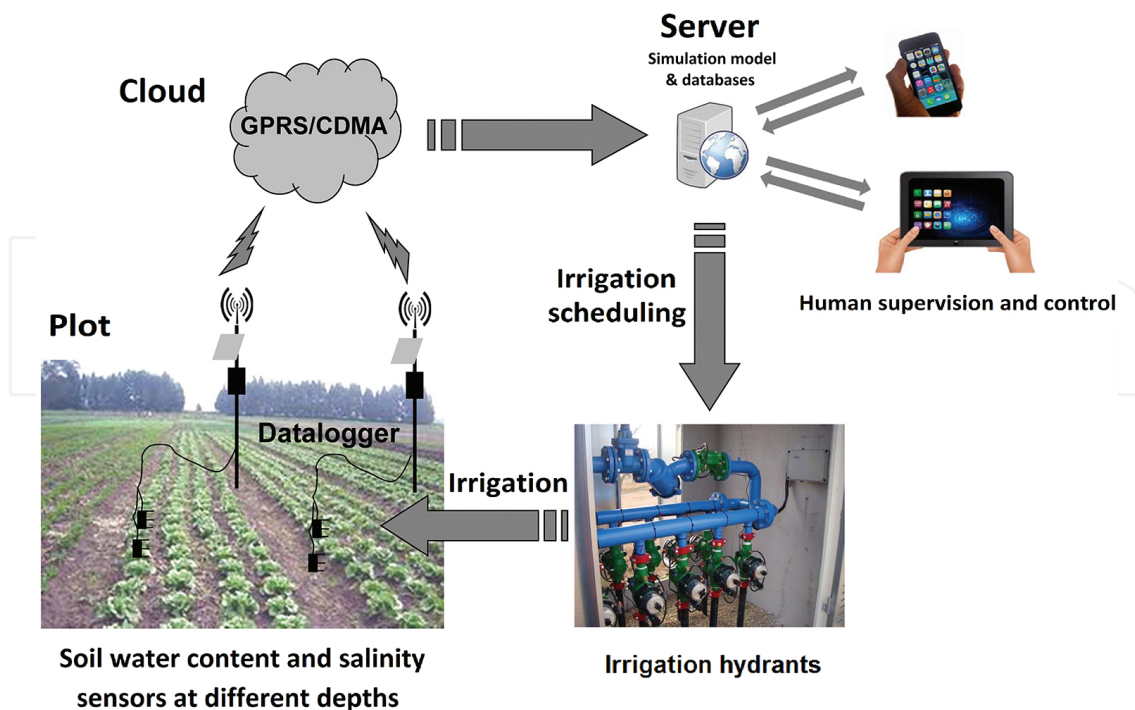 Server
Simulation model
& databases
Cloud
GPRS/CDMA
Irrigation
scheduling
Human supervision and control
Plot
Datalogger
Irrigation
Soil water content and salinity
sensors at different depths
Irrigation hydrants